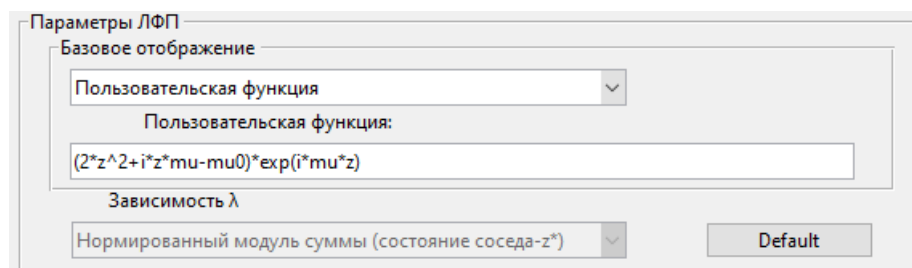 Параметры ЛФП
Базовое отображение
Пользовательская функция
Пользовательская функция:
(2*z^2+i*z*mu-mu0)*exp(i*mu*z)
Зависимость λ
Нормированный модуль суммы (состояние соседа-z*)
Default